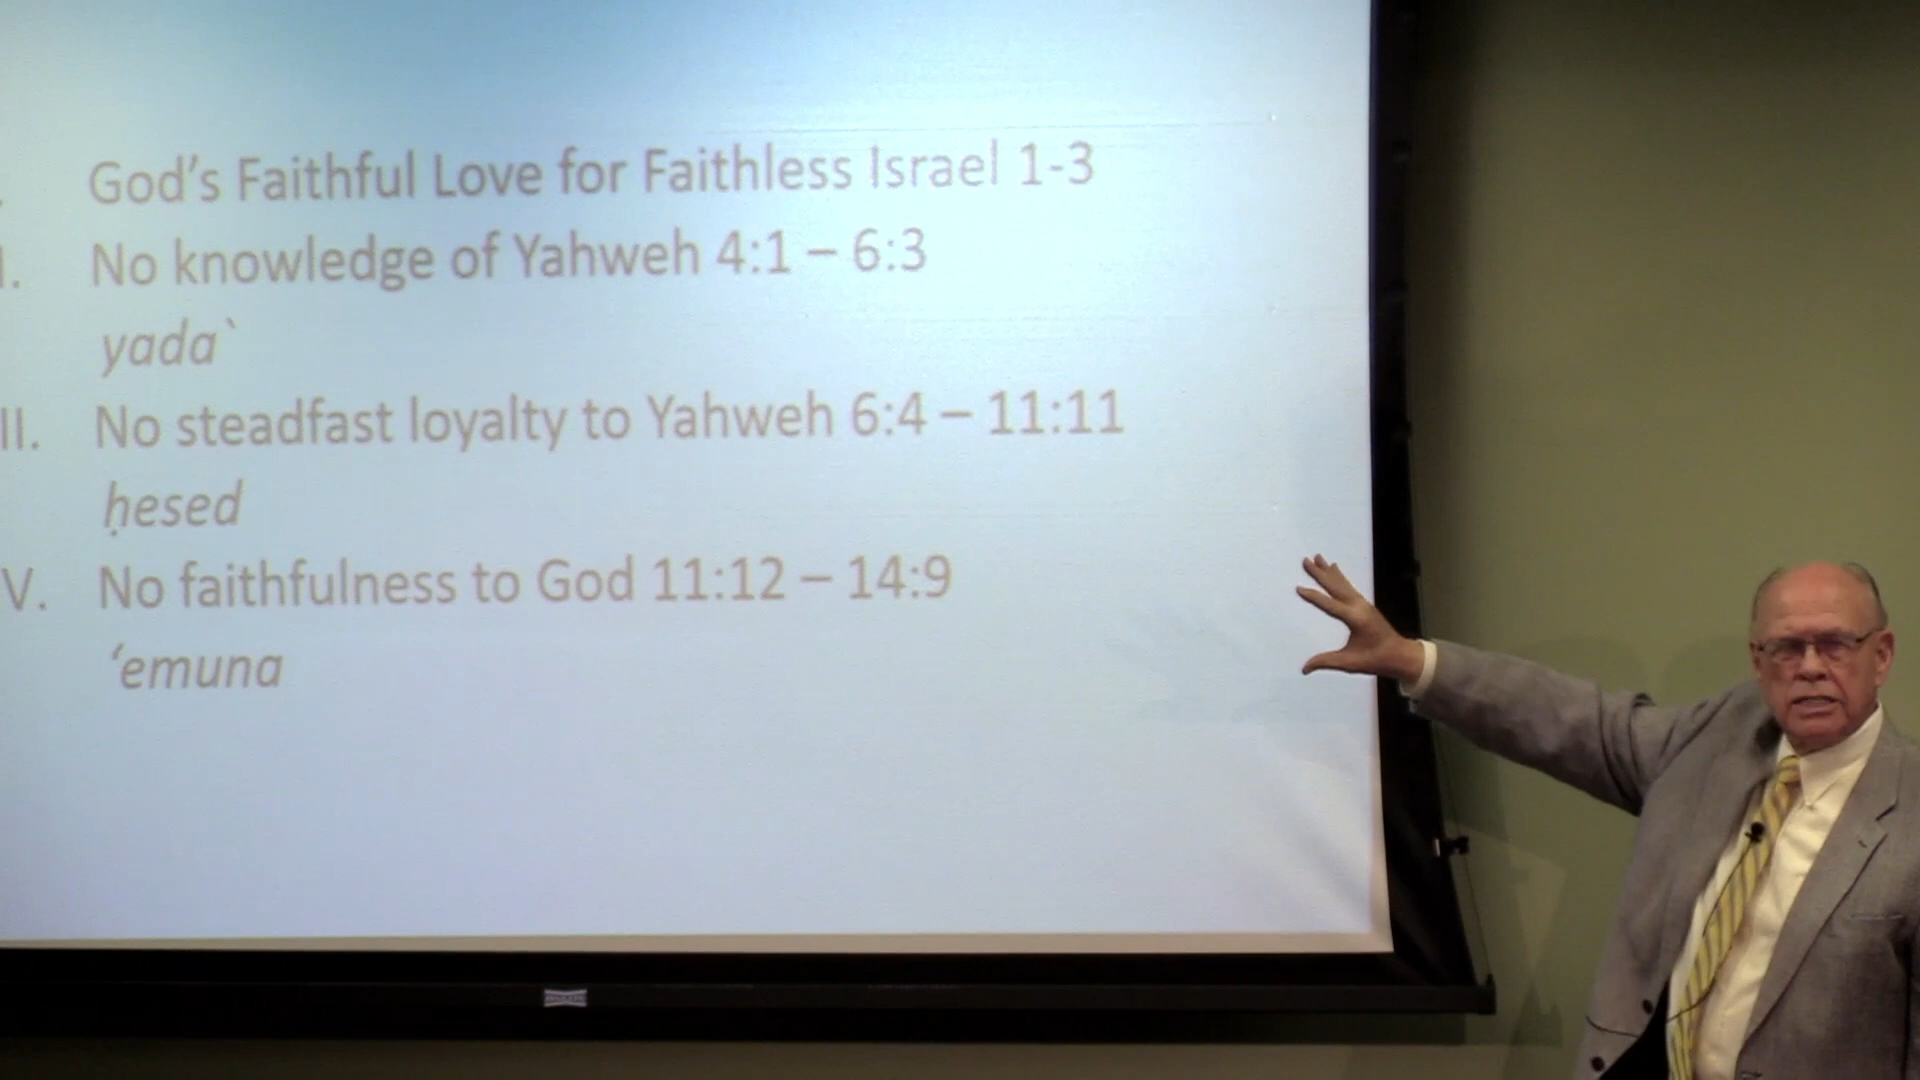 . God's Faithful Love for Faithless Israel 1-3
I. No knowledge of Yahweh 4:1 – 6:3
yada`
II. No steadfast loyalty to Yahweh 6:4 – 11:11
ḥesed
V. No faithfulness to God 11:12 – 14:9
‘emuna